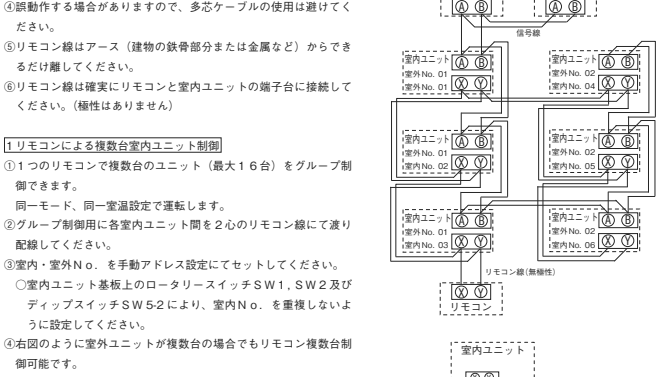 ④誤動作する場合がありますので、多芯ケーブルの使用は避けてく
ださい。
⑤リモコン線はアース（建物の鉄骨部分または金属など）からでき
るだけ離してください。
⑥リモコン線は確実にリモコンと室内ユニットの端子台に接続して
ください。（極性はありません）
1リモコンによる複数台室内ユニット制御
①１つのリモコンで複数台のユニット（最大１６台）をグループ制
御できます。
同一モード、同一室温設定で運転します。
②グループ制御用に各室内ユニット間を２心のリモコン線にて渡り
配線してください。
③室内・室外Ｎｏ．を手動アドレス設定にてセットしてください。
○室内ユニット基板上のロータリースイッチＳＷ１，ＳＷ２及び
ディップスイッチＳＷ5-2により、室内Ｎｏ．を重複しないよ
うに設定してください。
④右図のように室外ユニットが複数台の場合でもリモコン複数台制
御可能です。
Ⓐ Ⓑ
Ⓐ Ⓑ
信号線
室内ユニット Ⓐ Ⓑ
室外No. 01
室外No. 01 Ⓧ Ⓨ
室内ユニット Ⓐ Ⓑ
室外No. 02
室内No. 04 Ⓧ Ⓨ
室内ユニット Ⓐ Ⓑ
室外No. 01
室内No. 02 Ⓧ Ⓨ
室内ユニット Ⓐ Ⓑ
室外No. 02
室内No. 05 Ⓧ Ⓨ
室内ユニット Ⓐ Ⓑ
室外No. 01
室内No. 03 Ⓧ Ⓨ
室内ユニット Ⓐ Ⓑ
室外No. 02
室内No. 06 Ⓧ Ⓨ
リモコン線(無極性)
Ⓧ Ⓨ
リモコン
室内ユニット